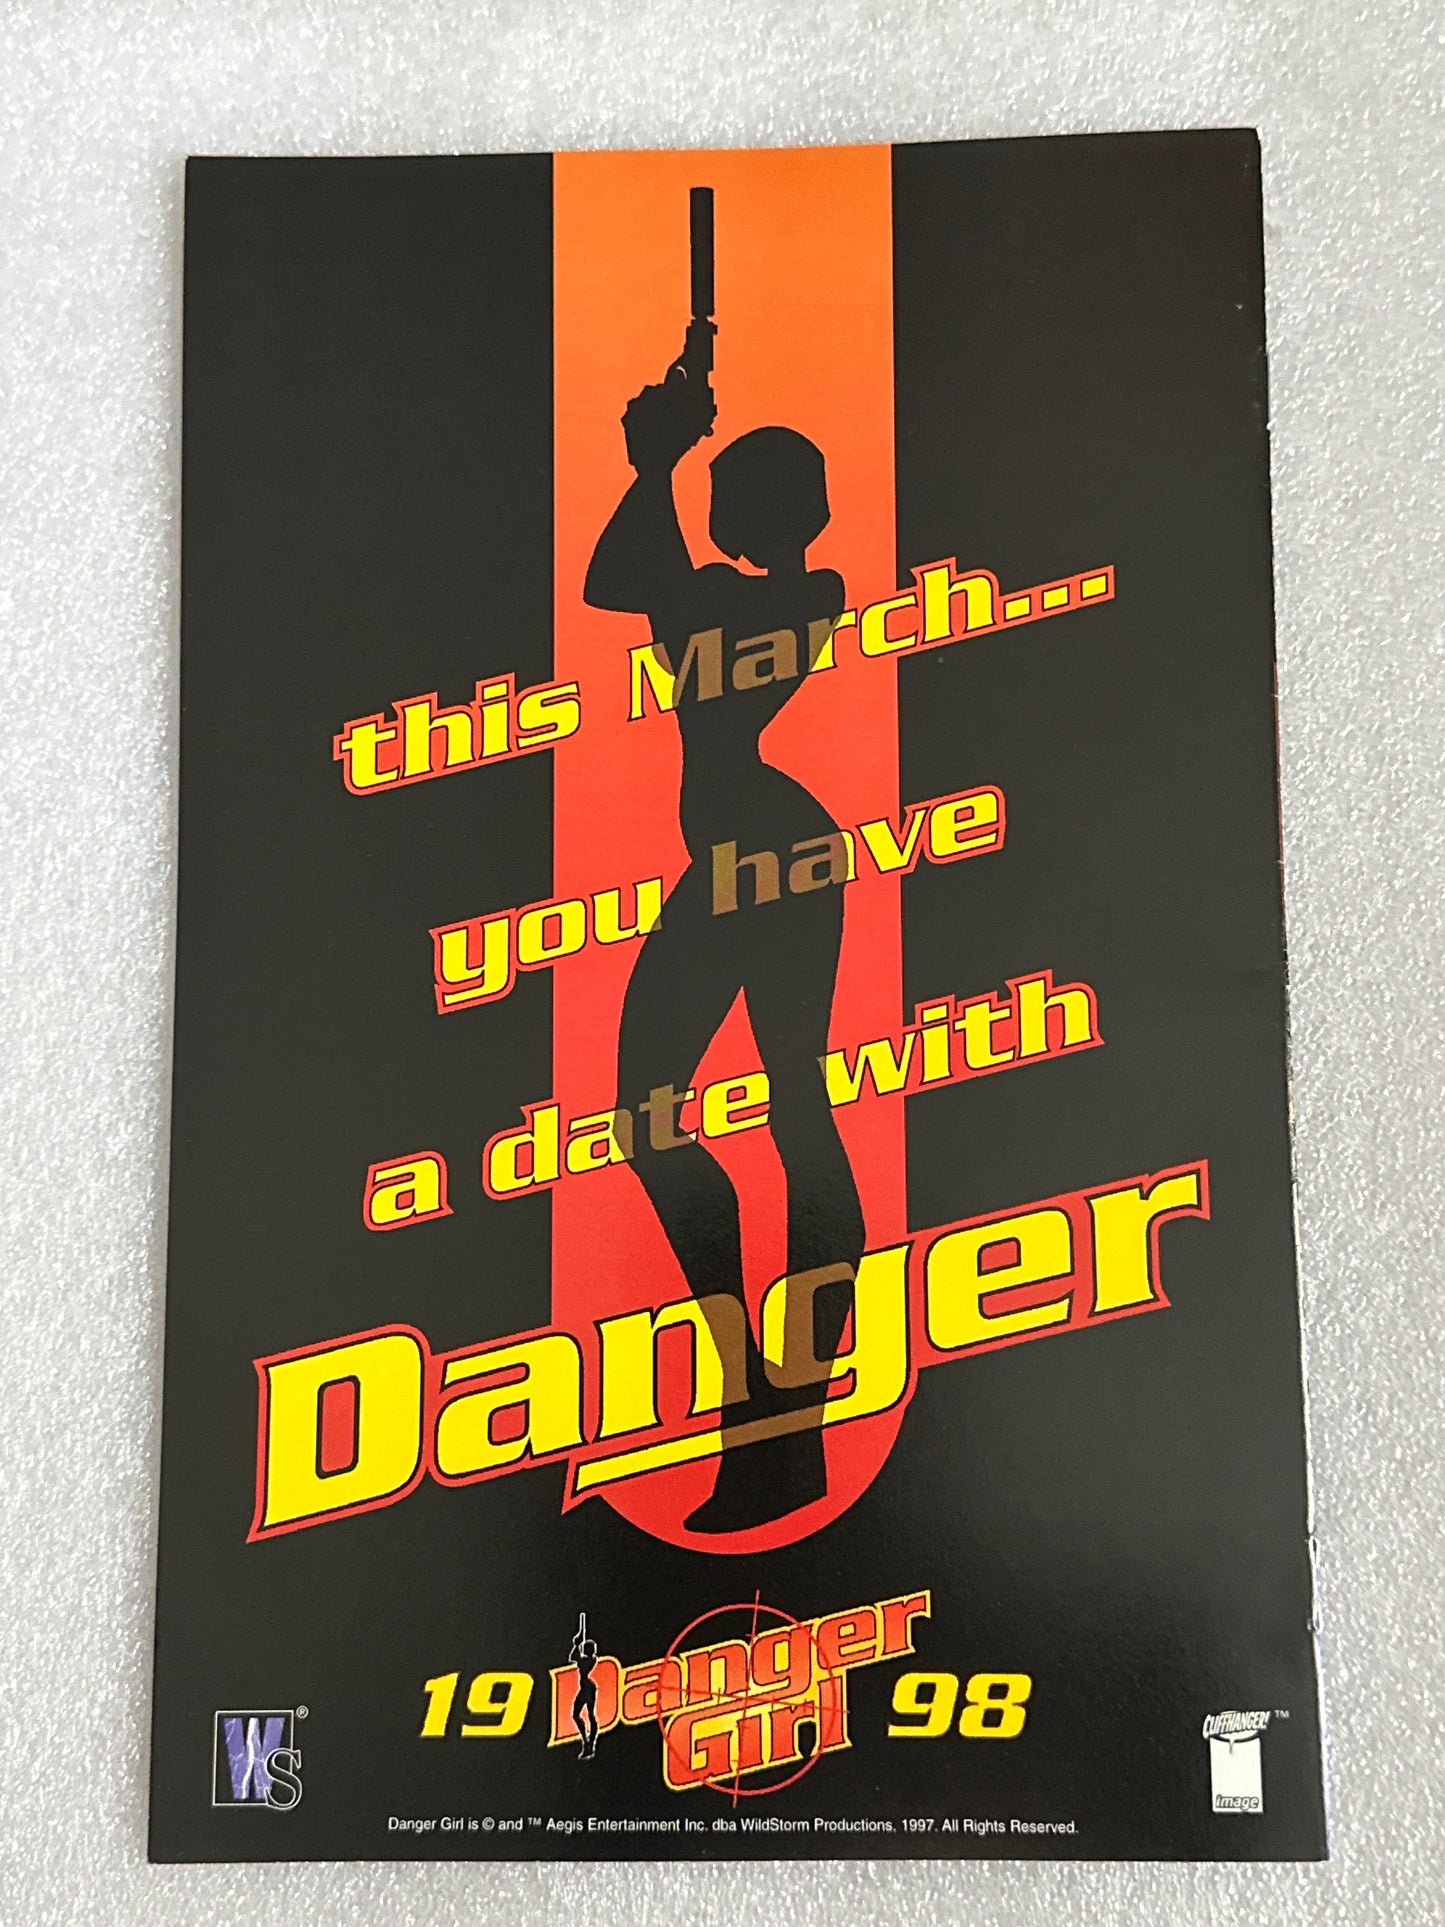 this March...
you have
a date with
Danger
19 Danger Girl 98
WS ®
CLIFFHANGER! ™
image
Danger Girl is © and ™ Aegis Entertainment Inc. dba WildStorm Productions, 1997. All Rights Reserved.